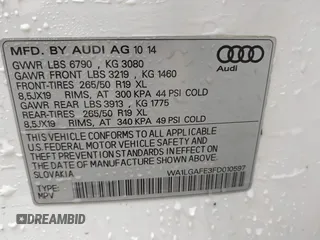 MFD. BY AUDI AG 10 14
GVWR LBS 6790 , KG 3080
GAWR FRONT LBS 3219 , KG 1460
FRONT-TIRES 265/50 R19 XL
8,5JX19 RIMS, AT 300 KPA 44 PSI COLD
GAWR REAR LBS 3913 , KG 1775
REAR-TIRES 265/50 R19 XL
8,5JX19 RIMS, AT 340 KPA 49 PSI COLD
Audi
THIS VEHICLE CONFORMS TO ALL APPLICABLE
U.S. FEDERAL MOTOR VEHICLE SAFETY
STANDARDS IN EFFECT ON
THE DATE OF MANUFACTURE SHOWN ABOVE.
SLOVAKIA WA1LGAFE3FD010597
TYPE:
MPV
DREAMBID